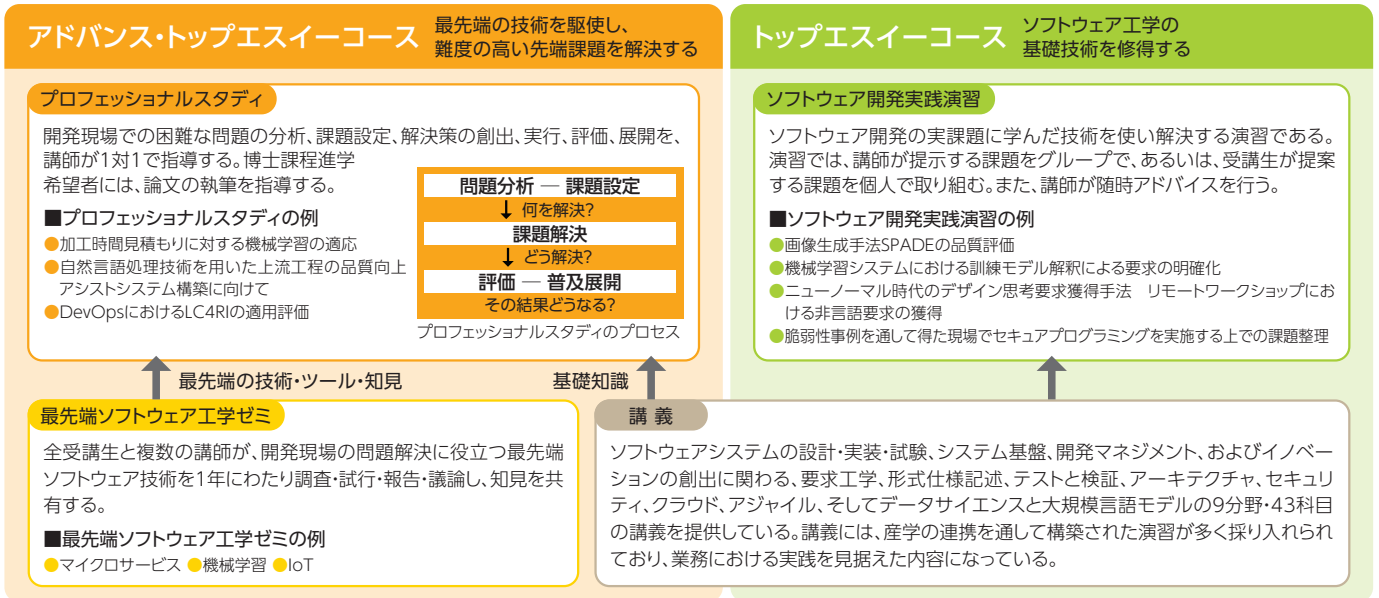 アドバンス・トップエスイーコース
最先端の技術を駆使し、
難度の高い先端課題を解決する
プロフェッショナルスタディ
開発現場での困難な問題の分析、課題設定、解決策の創出、実行、評価、展開を、
講師が1対1で指導する。博士課程進学
希望者には、論文の執筆を指導する。
■プロフェッショナルスタディの例
●加工時間見積もりに対する機械学習の適応
●自然言語処理技術を用いた上流工程の品質向上
アシストシステム構築に向けて
●DevOpsにおけるLC4RIの適用評価
問題分析 ― 課題設定
↓ 何を解決?
課題解決
↓ どう解決?
評価 ― 普及展開
その結果どうなる?
プロフェッショナルスタディのプロセス
最先端の技術・ツール・知見
基礎知識
最先端ソフトウェア工学ゼミ
全受講生と複数の講師が、開発現場の問題解決に役立つ最先端
ソフトウェア技術を1年にわたり調査・試行・報告・議論し、知見を共
有する。
■最先端ソフトウェア工学ゼミの例
●マイクロサービス ●機械学習 ●IoT
トップエスイーコース
ソフトウェア工学の
基礎技術を修得する
ソフトウェア開発実践演習
ソフトウェア開発の実課題に学んだ技術を使い解決する演習である。
演習では、講師が提示する課題をグループで、あるいは、受講生が提案
する課題を個人で取り組む。また、講師が随時アドバイスを行う。
■ソフトウェア開発実践演習の例
●画像生成手法SPADEの品質評価
●機械学習システムにおける訓練モデル解釈による要求の明確化
●ニューノーマル時代のデザイン思考要求獲得手法　リモートワークショップにお
ける非言語要求の獲得
●脆弱性事例を通して得た現場でセキュアプログラミングを実施する上での課題整理
講 義
ソフトウェアシステムの設計・実装・試験、システム基盤、開発マネジメント、およびイノベー
ションの創出に関わる、要求工学、形式仕様記述、テストと検証、アーキテクチャ、セキュリ
ティ、クラウド、アジャイル、そしてデータサイエンスと大規模言語モデルの9分野・43科目
の講義を提供している。講義には、産学の連携を通して構築された演習が多く採り入れられ
ており、業務における実践を見据えた内容になっている。